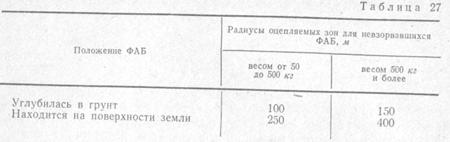 Таблица 27
Положение ФАБ
Радиусы оцепляемых зон для невзорвавшихся
ФАБ, м
весом от 50
до 500 кг
весом 500 кг
и более
Углубилась в грунт 100 150
Находится на поверхности земли 250 400